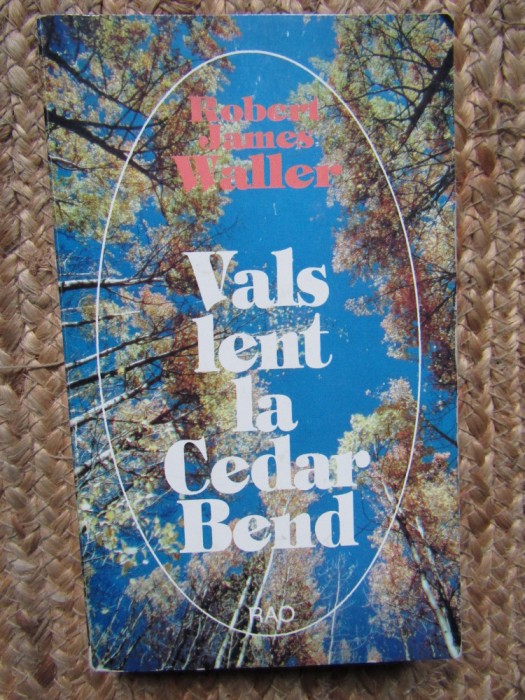 Robert
James
Waller
Vals
lent
la
Cedar
Bend
RAO